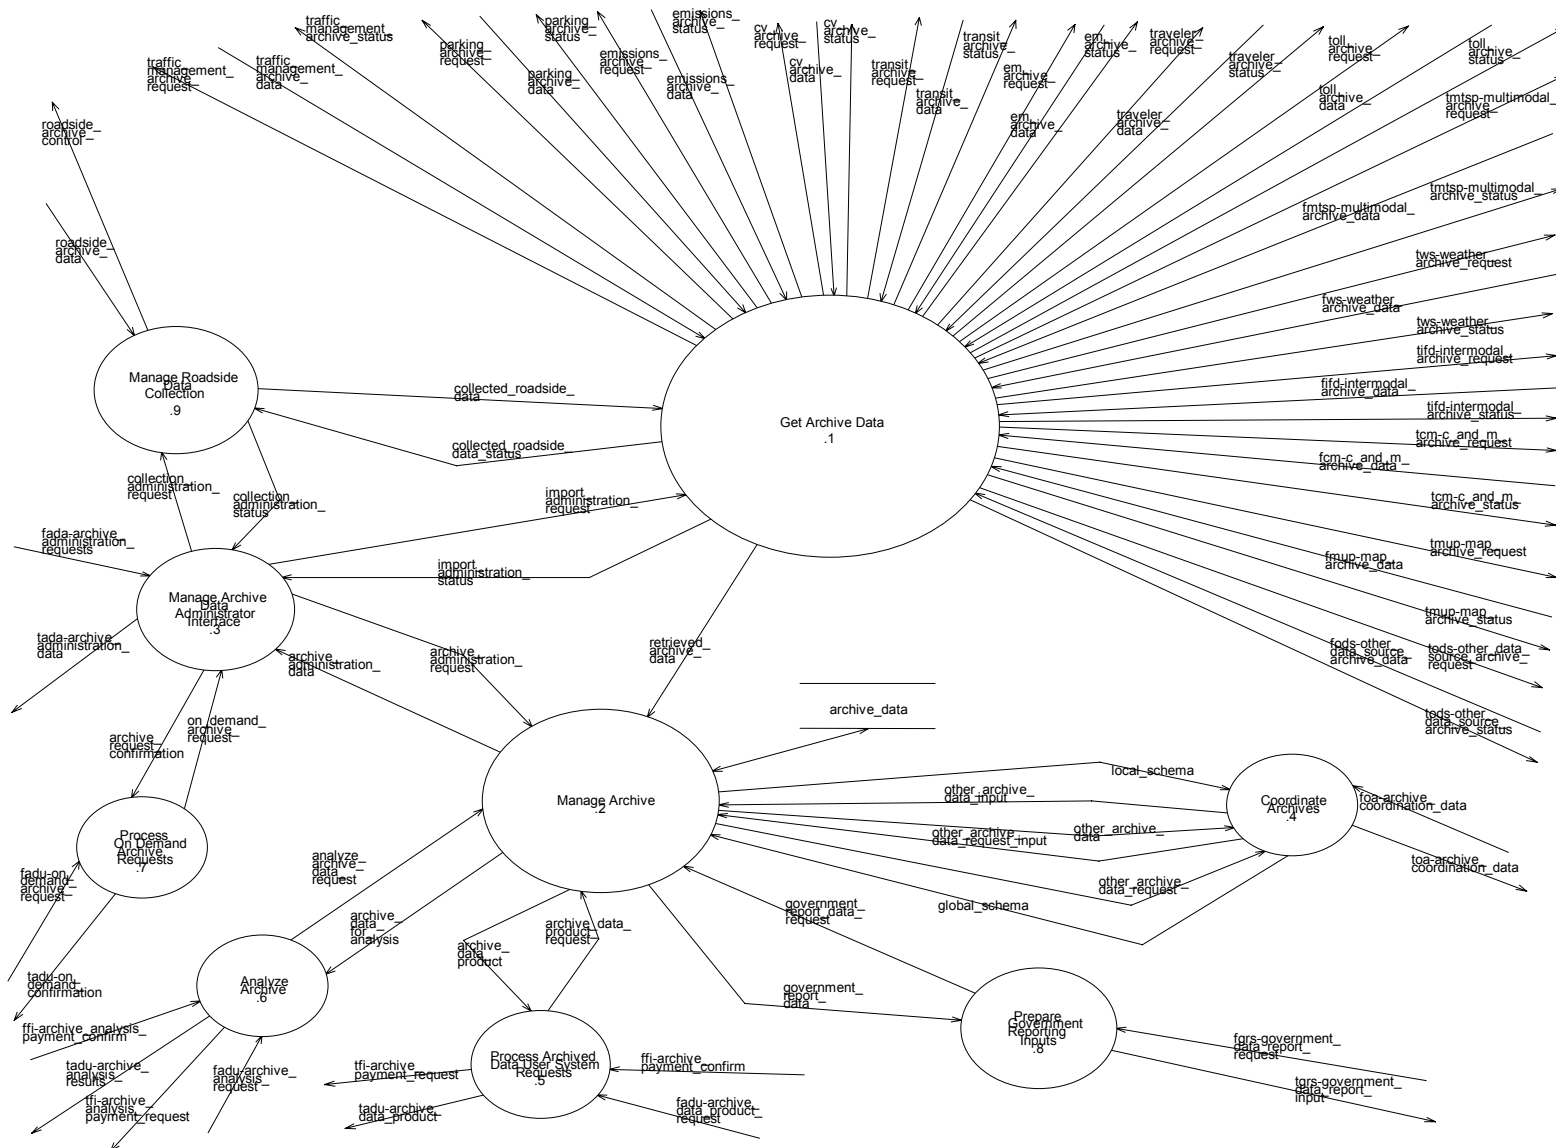 traffic_
management_
archive_status
traffic_
management_
archive_
request_
traffic_
management_
archive_
data
parking_
archive_
request
parking_
archive_
status
parking_
archive_
data
emissions_
archive_
request
emissions_
archive_
status
emissions_
archive_
data
cv_
archive_
request
cv_
archive_
status
cv_
archive_
data
transit_
archive_
request
transit_
archive_
status
transit_
archive_
data
em_
archive_
request
em_
archive_
status
em_
archive_
data
traveler_
archive_
request
traveler_
archive_
status
traveler_
archive_
data
toll_
archive_
request
toll_
archive_
status
toll_
archive_
data
tmtsp-multimodal_
archive_
request
tmtsp-multimodal_
archive_status
fmtsp-multimodal_
archive_data
tws-weather_
archive_request
fws-weather_
archive_data
tws-weather_
archive_status
tifd-intermodal_
archive_request
fifd-intermodal_
archive_data
tifd-intermodal_
archive_status
tcm-c_and_m_
archive_request
fcm-c_and_m_
archive_data
tcm-c_and_m_
archive_status
tmup-map_
archive_request
fmup-map_
archive_data
tmup-map_
archive_status
fods-other_
data_source_
archive_data
tods-other_data_
source_archive_
request
tods-other_
data_source_
archive_status
roadside_
archive_
control
roadside_
archive_
data
Manage Roadside
Data
Collection
.9
collected_roadside_
data
collected_roadside_
data_status
Get Archive Data
.1
collection_
administration_
request
collection_
administration_
status
import_
administration_
request
import_
administration_
status
fada-archive_
administration_
requests
Manage Archive
Data
Administrator
Interface
.3
tada-archive_
administration_
data
archive_
administration_
data
archive_
administration_
request
retrieved_
archive_
data
archive_data
archive_
request_
confirmation
on_demand_
archive_
request_
Manage Archive
.2
local_schema
other_archive_
data_input
other_archive_
data
other_archive_
data_request_input
other_archive_
data_request
global_schema
Coordinate
Archives
.4
foa-archive_
coordination_data
toa-archive_
coordination_data
Process
On Demand
Archive
Requests
.7
fadu-on_
demand_
archive_
request
tadu-on_
demand_
confirmation
analyze_
archive_
data_
request
archive_
data_
for_
analysis
archive_
data_
product
archive_data_
product_
request
government_
report_data_
request
government_
report_
data
Analyze
Archive
.6
ffi-archive_analysis_
payment_confirm
tadu-archive_
analysis_
results
tfi-archive_
analysis_
payment_request
fadu-archive_
analysis_
request
Process Archived
Data User System
Requests
.5
tfi-archive_
payment_request
ffi-archive_
payment_confirm
tadu-archive_
data_product
fadu-archive_
data_product_
request
Prepare
Government
Reporting
Inputs
.8
fgrs-government_
data_report_
request
tgrs-government_
data_report_
input